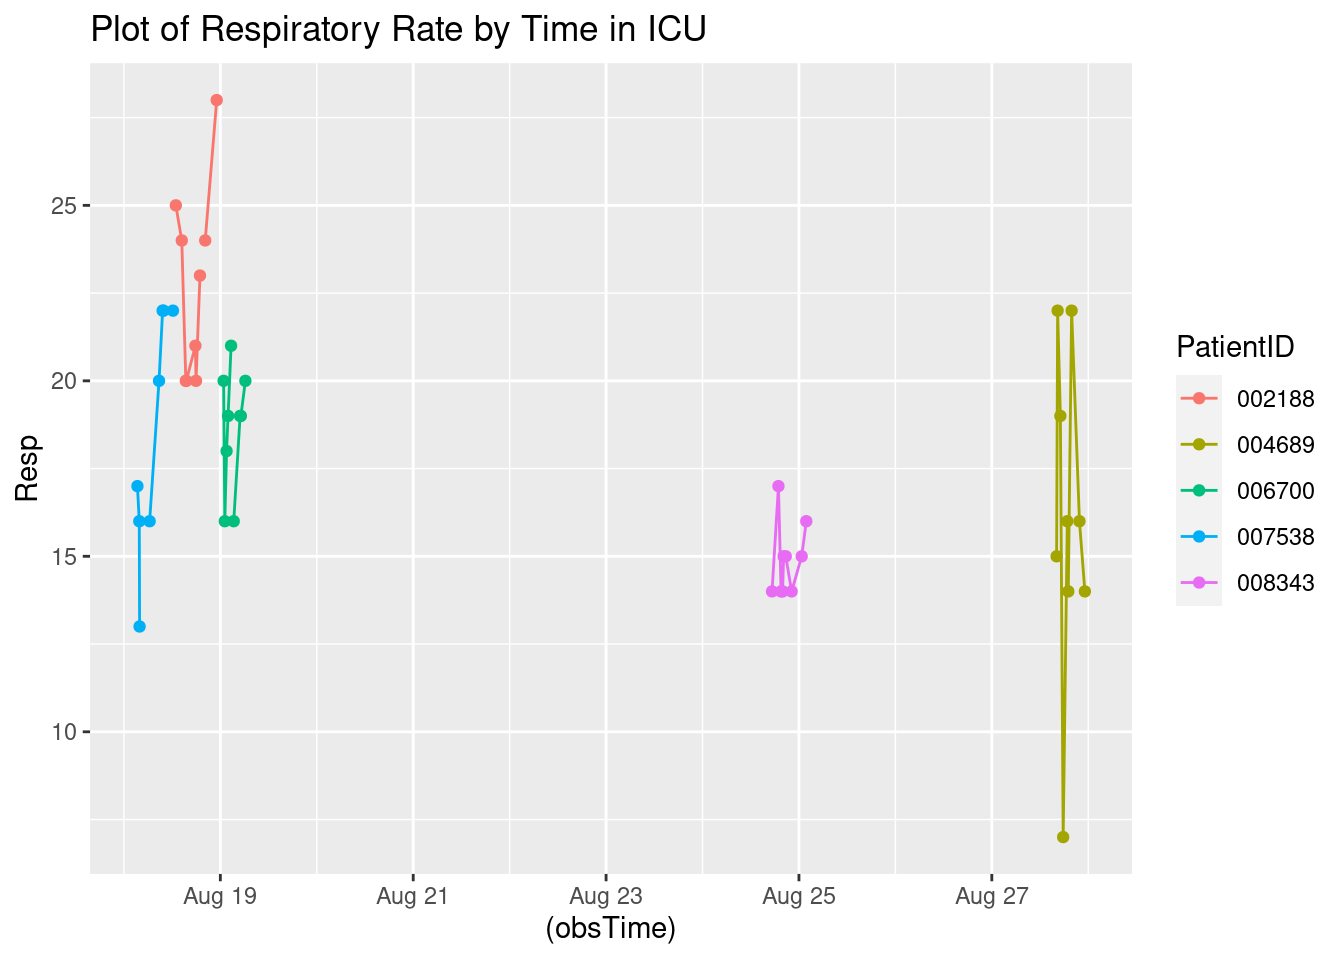 Plot of Respiratory Rate by Time in ICU
25
20
15
10
Resp
Aug 19
Aug 21
Aug 23
Aug 25
Aug 27
(obsTime)
PatientID
002188
004689
006700
007538
008343